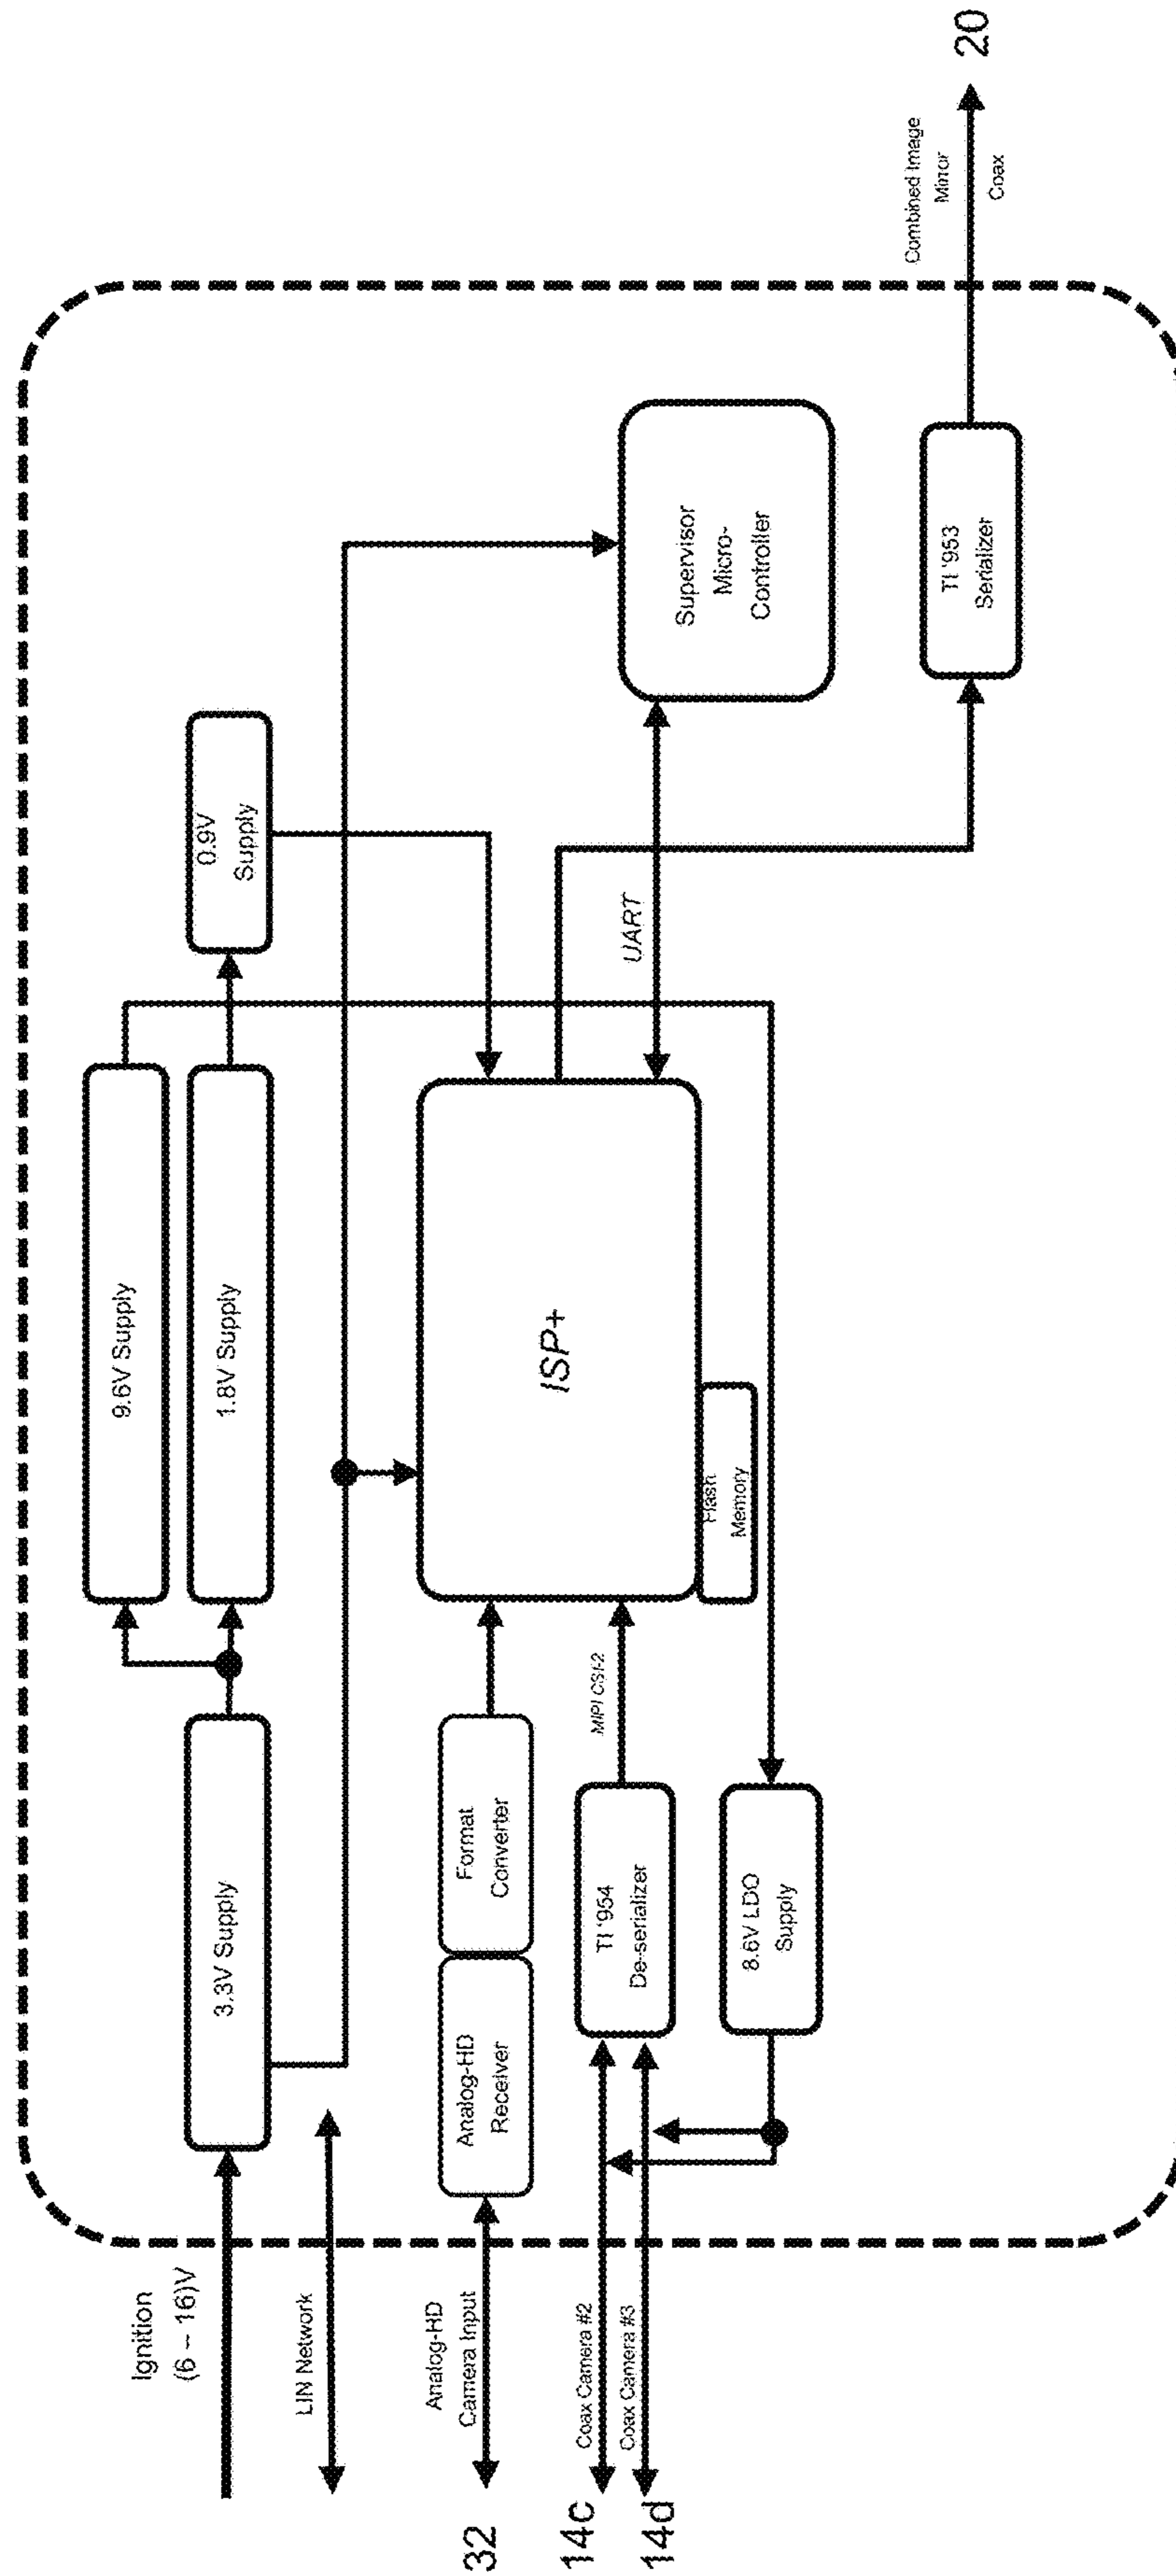 Ignition
(6 – 16)V
LIN Network
Analog-HD
Camera Input
32
Coax Camera #2
14c
Coax Camera #3
14d
3.3V Supply
9.6V Supply
1.8V Supply
0.9V
Supply
Analog-HD
Receiver
Format
Converter
TI '954
De-serializer
MIPI CSI-2
8.6V LDO
Supply
ISP+
Flash
Memory
UART
Supervisor
Micro-
Controller
TI '953
Serializer
Combined Image
Mirror
Coax
20